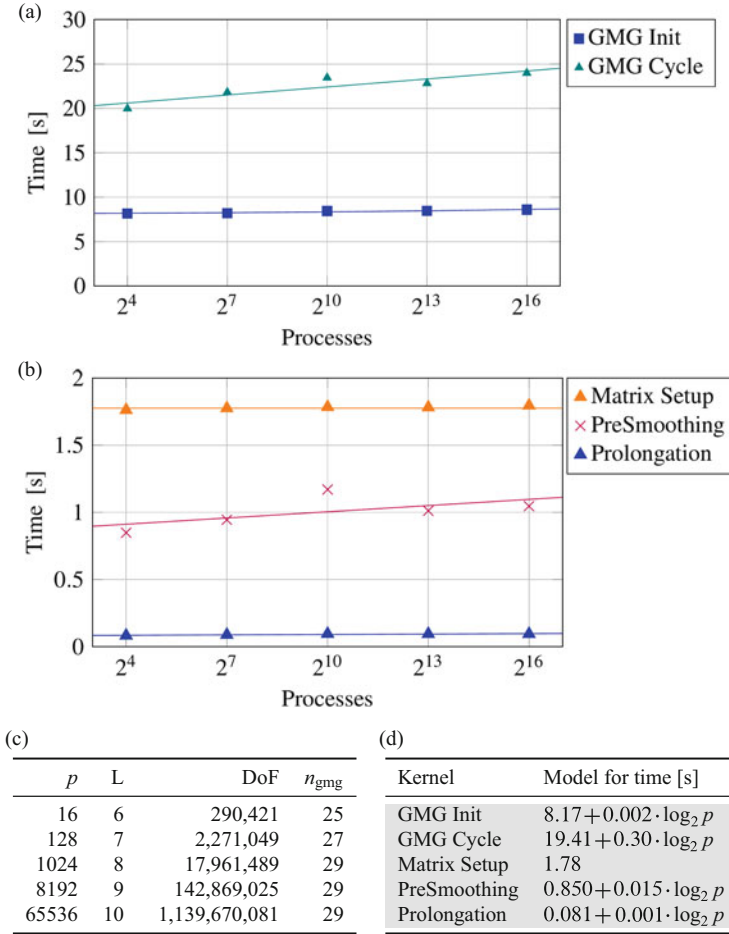 (a)
30
25
20
15
10
5
0
Time [s]
2^4 2^7 2^10 2^13 2^16
Processes
GMG Init
GMG Cycle
(b)
2
1.5
1
0.5
0
Time [s]
2^4 2^7 2^10 2^13 2^16
Processes
Matrix Setup
PreSmoothing
Prolongation
(c)
p L DoF n_gmg
16 6 290,421 25
128 7 2,271,049 27
1024 8 17,961,489 29
8192 9 142,869,025 29
65536 10 1,139,670,081 29
(d)
Kernel Model for time [s]
GMG Init 8.17+0.002·log₂ p
GMG Cycle 19.41+0.30·log₂ p
Matrix Setup 1.78
PreSmoothing 0.850+0.015·log₂ p
Prolongation 0.081+0.001·log₂ p